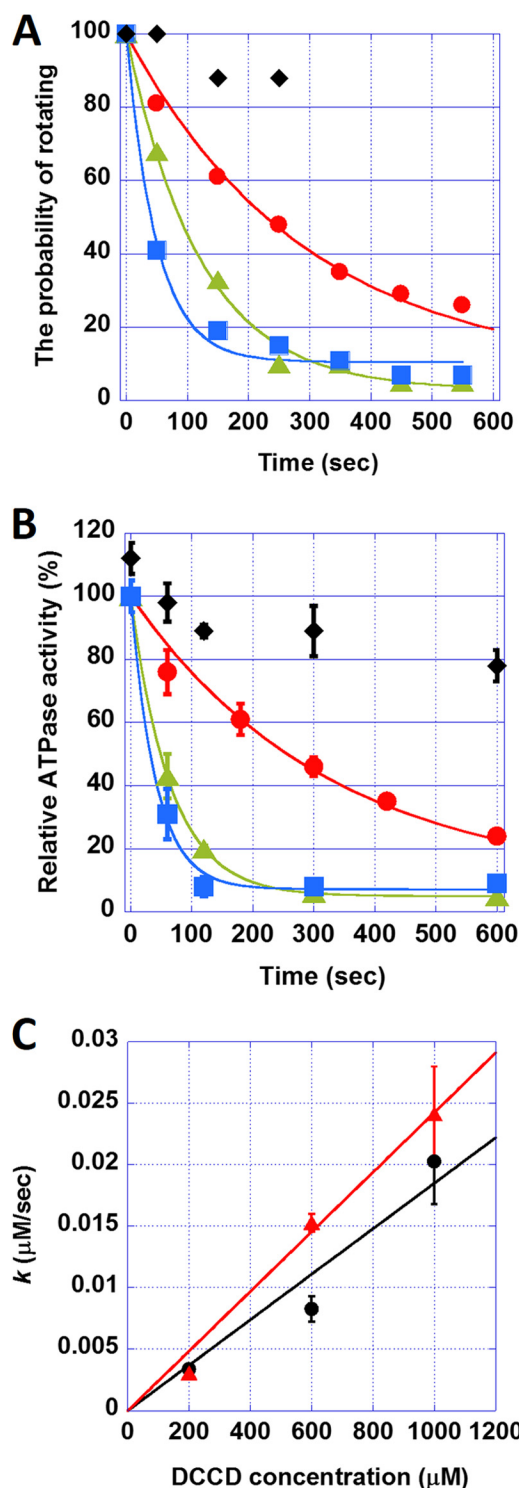 A
The probability of rotating
100
80
60
40
20
0
0 100 200 300 400 500 600
Time (sec)
B
Relative ATPase activity (%)
120
100
80
60
40
20
0
0 100 200 300 400 500 600
Time (sec)
C
k (μM/sec)
0.03
0.025
0.02
0.015
0.01
0.005
0
0 200 400 600 800 1000 1200
DCCD concentration (μM)